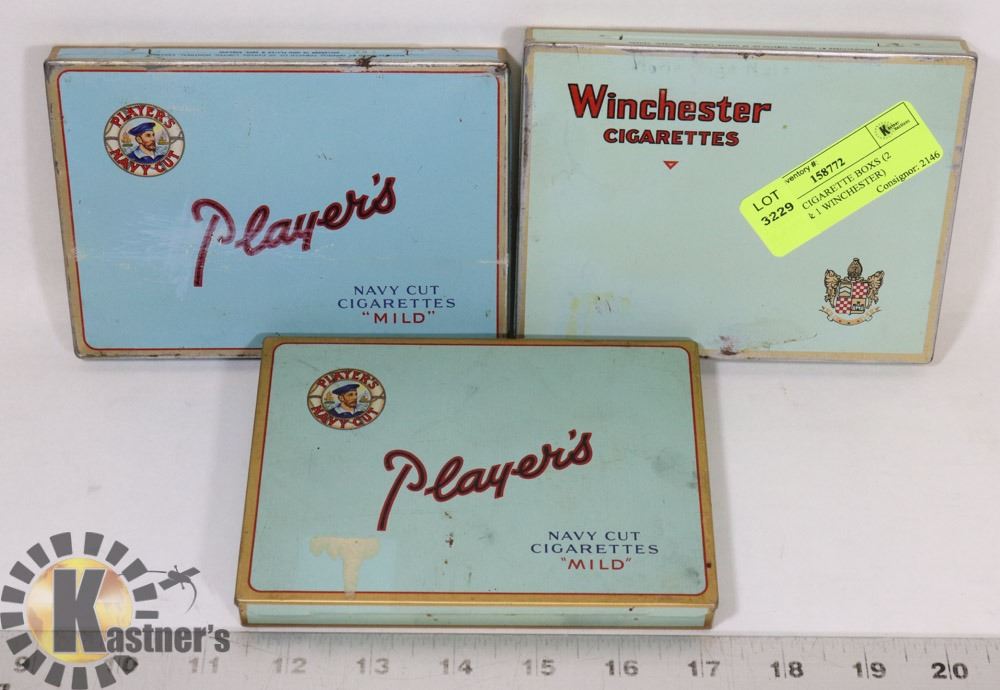 PLAYER'S
NAVY CUT
Player's
NAVY CUT
CIGARETTES
"MILD"
Winchester
CIGARETTES
ventory #:
158772
LOT
3229
CIGARETTE BOXS (2
& 1 WINCHESTER)
Consignor: 2146
PLAYER'S
NAVY CUT
Player's
NAVY CUT
CIGARETTES
"MILD"
Kastner's
9 10 11 12 13 14 15 16 17 18 19 20